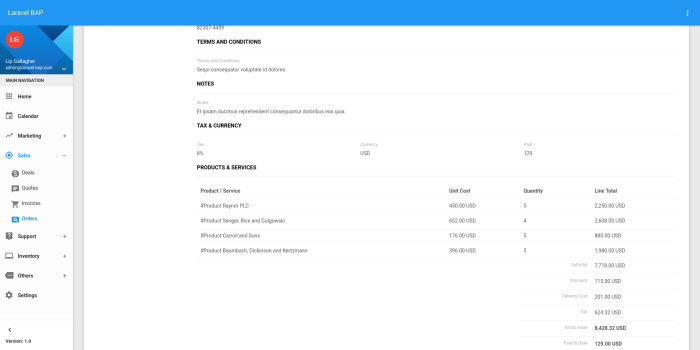 Laravel BAP
LG
Lip Gallagher
admin@laravel-bap.com
MAIN NAVIGATION
Home
Calendar
Marketing +
Sales −
Deals
Quotes
Invoices
Orders
Support +
Inventory +
Others +
Settings
Version: 1.0
82307-4459
TERMS AND CONDITIONS
Terms and Conditions
Sequi consequatur voluptate id dolores.
NOTES
Notes
Et ipsam ducimus reprehenderit consequuntur doloribus eos quia.
TAX & CURRENCY
Tax Currency Paid
8% USD 129
PRODUCTS & SERVICES
Product / Service Unit Cost Quantity Line Total
#Product Raynor PLC 450.00 USD 5 2,250.00 USD
#Product Senger, Rice and Gulgowski 652.00 USD 4 2,608.00 USD
#Product Carroll and Sons 176.00 USD 5 880.00 USD
#Product Baumbach, Dickinson and Kertzmann 396.00 USD 5 1,980.00 USD
Subtotal 7,718.00 USD
Discount 115.00 USD
Delivery Cost 201.00 USD
Tax 624.32 USD
Gross value 8,428.32 USD
Paid to Date 129.00 USD